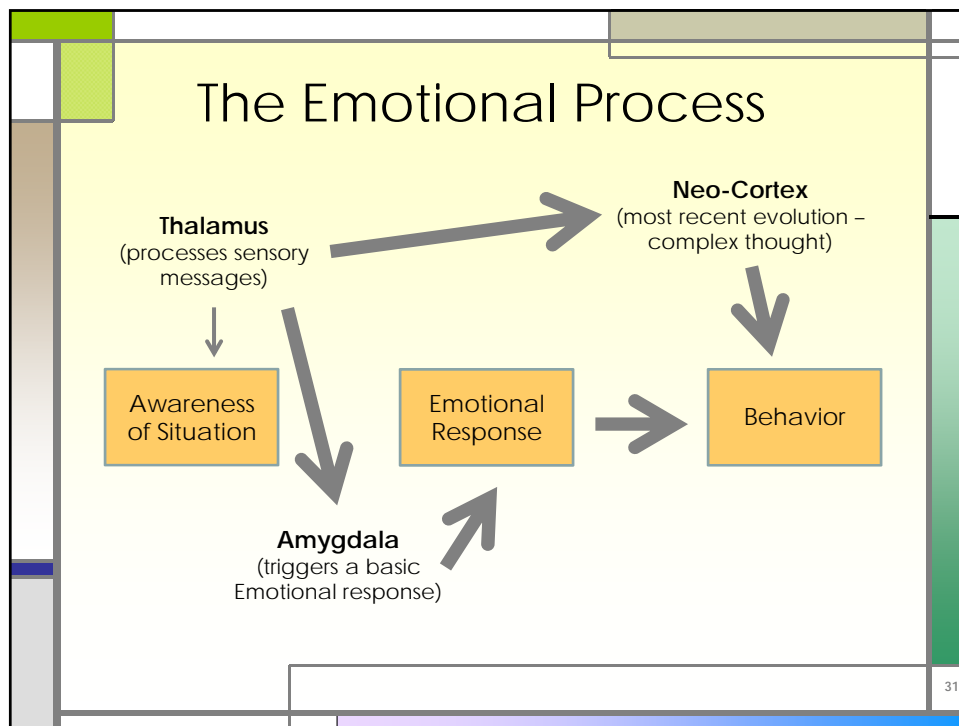 The Emotional Process
Thalamus
(processes sensory
messages)
Neo-Cortex
(most recent evolution –
complex thought)
Awareness
of Situation
Emotional
Response
Behavior
Amygdala
(triggers a basic
Emotional response)
31